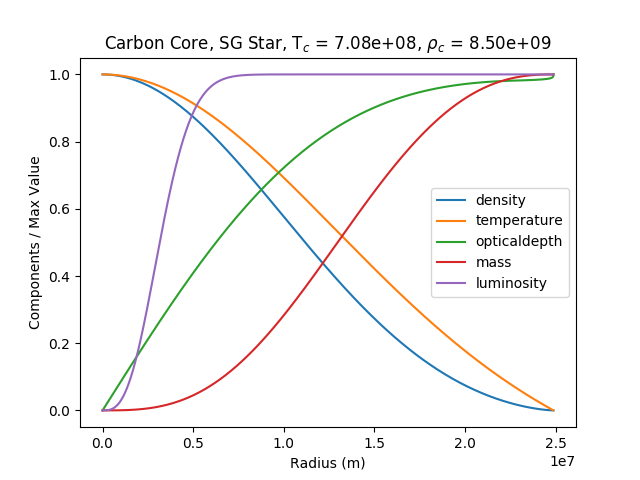 Carbon Core, SG Star, T_c = 7.08e+08, ρ_c = 8.50e+09
Components / Max Value
1.0
0.8
0.6
0.4
0.2
0.0
density
temperature
opticaldepth
mass
luminosity
0.0 0.5 1.0 1.5 2.0 2.5
1e7
Radius (m)